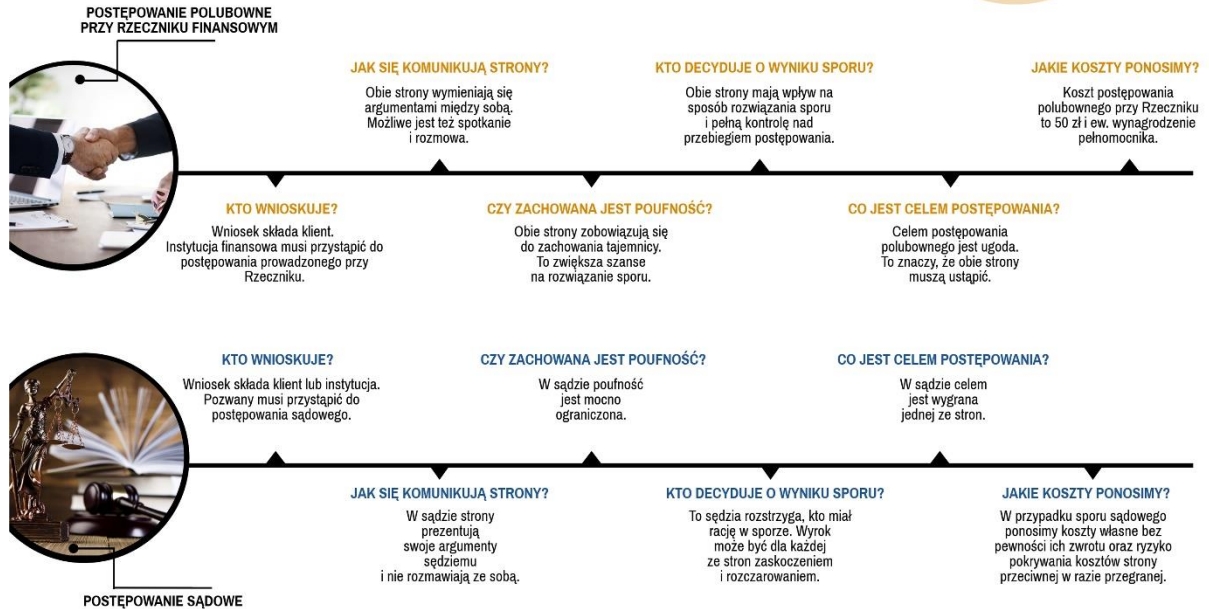 POSTĘPOWANIE POLUBOWNE
PRZY RZECZNIKU FINANSOWYM
JAK SIĘ KOMUNIKUJĄ STRONY?
Obie strony wymieniają się
argumentami między sobą.
Możliwe jest też spotkanie
i rozmowa.
KTO DECYDUJE O WYNIKU SPORU?
Obie strony mają wpływ na
sposób rozwiązania sporu
i pełną kontrolę nad
przebiegiem postępowania.
JAKIE KOSZTY PONOSIMY?
Koszt postępowania
polubownego przy Rzeczniku
to 50 zł i ew. wynagrodzenie
pełnomocnika.
KTO WNIOSKUJE?
Wniosek składa klient.
Instytucja finansowa musi przystąpić do
postępowania prowadzonego przy
Rzeczniku.
CZY ZACHOWANA JEST POUFNOŚĆ?
Obie strony zobowiązują się
do zachowania tajemnicy.
To zwiększa szanse
na rozwiązanie sporu.
CO JEST CELEM POSTĘPOWANIA?
Celem postępowania
polubownego jest ugoda.
To znaczy, że obie strony
muszą ustąpić.
KTO WNIOSKUJE?
Wniosek składa klient lub instytucja.
Pozwany musi przystąpić do
postępowania sądowego.
CZY ZACHOWANA JEST POUFNOŚĆ?
W sądzie poufność
jest mocno
ograniczona.
CO JEST CELEM POSTĘPOWANIA?
W sądzie celem
jest wygrana
jednej ze stron.
JAK SIĘ KOMUNIKUJĄ STRONY?
W sądzie strony
prezentują
swoje argumenty
sędziemu
i nie rozmawiają ze sobą.
KTO DECYDUJE O WYNIKU SPORU?
To sędzia rozstrzyga, kto miał
rację w sporze. Wyrok
może być dla każdej
ze stron zaskoczeniem
i rozczarowaniem.
JAKIE KOSZTY PONOSIMY?
W przypadku sporu sądowego
ponosimy koszty własne bez
pewności ich zwrotu oraz ryzyko
pokrywania kosztów strony
przeciwnej w razie przegranej.
POSTĘPOWANIE SĄDOWE